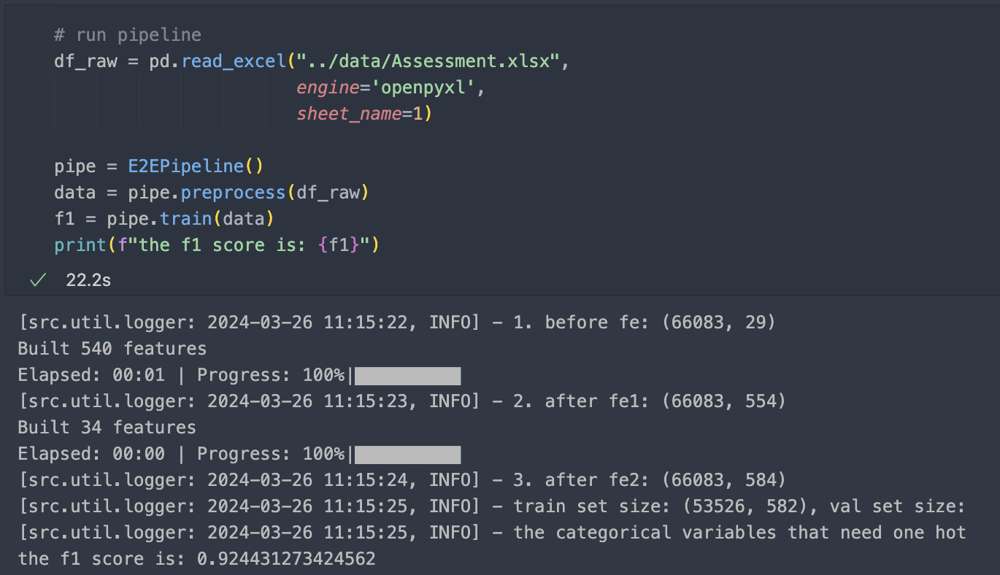 # run pipeline
df_raw = pd.read_excel("../data/Assessment.xlsx",
engine='openpyxl',
sheet_name=1)
pipe = E2EPipeline()
data = pipe.preprocess(df_raw)
f1 = pipe.train(data)
print(f"the f1 score is: {f1}")
✓ 22.2s
[src.util.logger: 2024-03-26 11:15:22, INFO] - 1. before fe: (66083, 29)
Built 540 features
Elapsed: 00:01 | Progress: 100%|
[src.util.logger: 2024-03-26 11:15:23, INFO] - 2. after fe1: (66083, 554)
Built 34 features
Elapsed: 00:00 | Progress: 100%|
[src.util.logger: 2024-03-26 11:15:24, INFO] - 3. after fe2: (66083, 584)
[src.util.logger: 2024-03-26 11:15:25, INFO] - train set size: (53526, 582), val set size:
[src.util.logger: 2024-03-26 11:15:25, INFO] - the categorical variables that need one hot
the f1 score is: 0.924431273424562